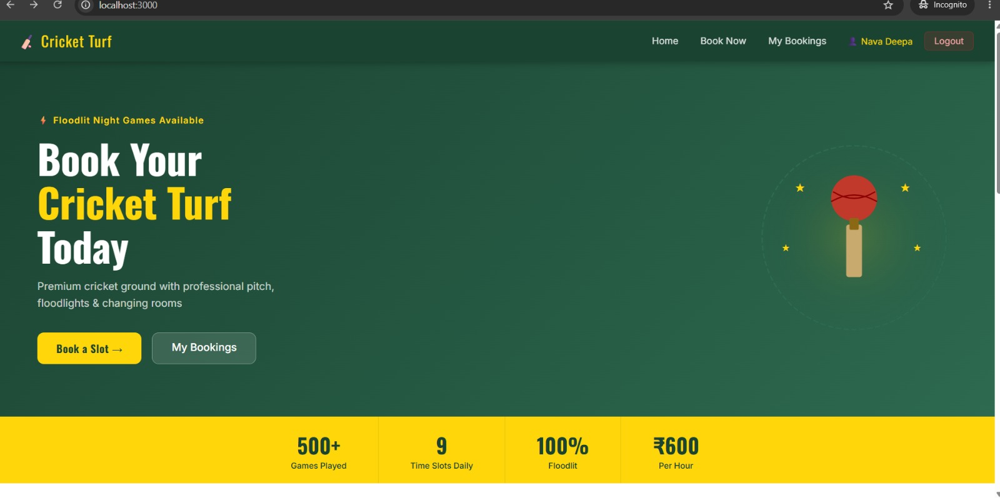 localhost:3000
Incognito
Cricket Turf
Home
Book Now
My Bookings
Nava Deepa
Logout
Floodlit Night Games Available
Book Your
Cricket Turf
Today
Premium cricket ground with professional pitch,
floodlights & changing rooms
Book a Slot →
My Bookings
500+
Games Played
9
Time Slots Daily
100%
Floodlit
₹600
Per Hour